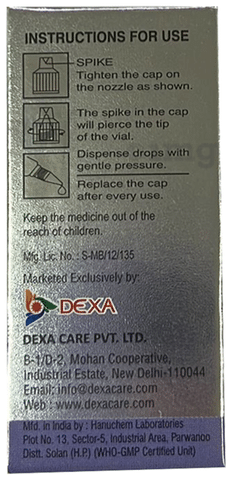 INSTRUCTIONS FOR USE
SPIKE
Tighten the cap on
the nozzle as shown.
The spike in the cap
will pierce the tip
of the vial.
Dispense drops with
gentle pressure.
Replace the cap
after every use.
Keep the medicine out of the
reach of children.
Mfg. Lic. No.: S-MB/12/135
Marketed Exclusively by:
DEXA
DEXA CARE PVT. LTD.
B-1/D-2, Mohan Cooperative,
Industrial Estate, New Delhi-110044
Email: info@dexacare.com
Web : www.dexacare.com
Mfd. in India by : Hanuchem Laboratories
Plot No. 13, Sector-5, Industrial Area, Parwanoo
Distt. Solan (H.P.) (WHO-GMP Certified Unit)